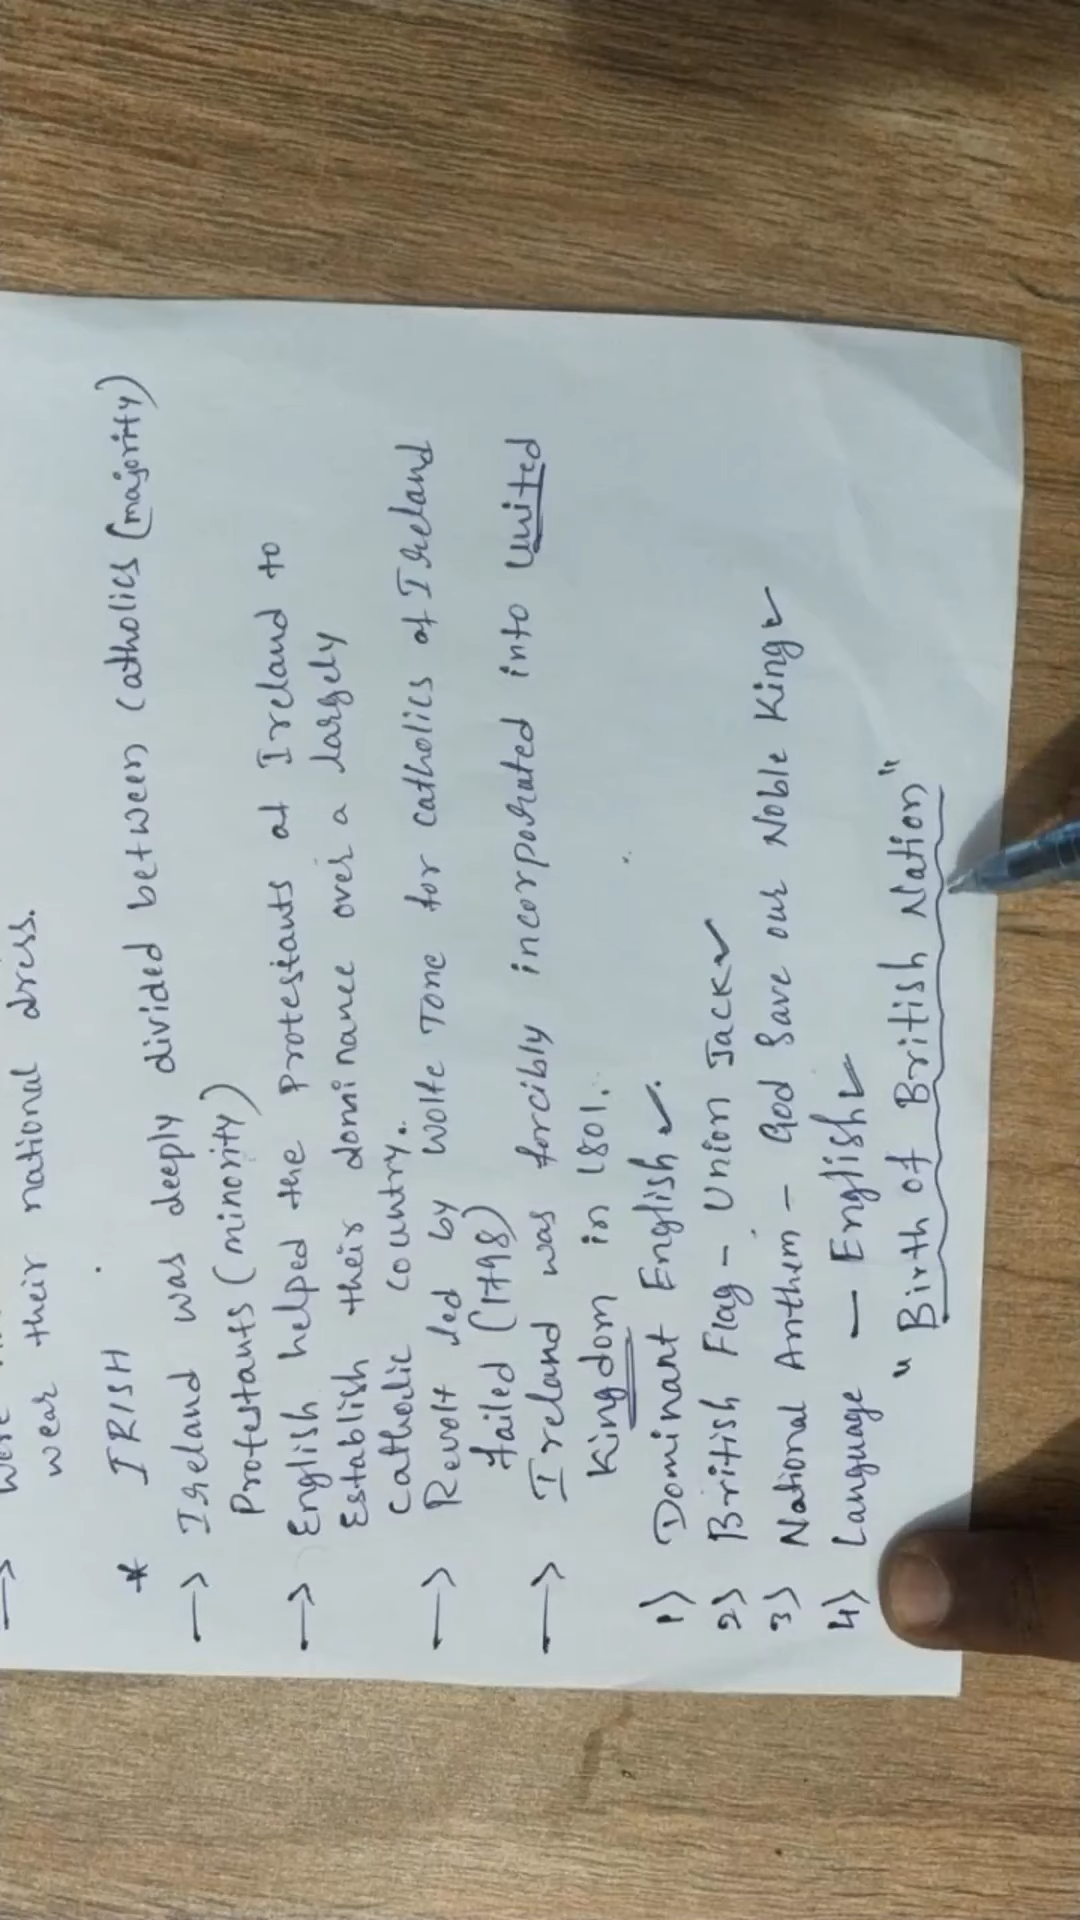 wear their national dress.
* IRISH
→ Ireland was deeply divided between Catholics (majority)
Protestants (minority)
→ English helped the Protestants of Ireland to
Establish their dominance over a largely
Catholic country.
→ Revolt led by Wolfe Tone for Catholics of Ireland
failed (1798)
→ Ireland was forcibly incorporated into United
Kingdom in 1801.
1) Dominant English ✓
2) British Flag - Union Jack ✓
3) National Anthem - God Save our Noble King ✓
4) Language - English ✓
"Birth of British Nation"